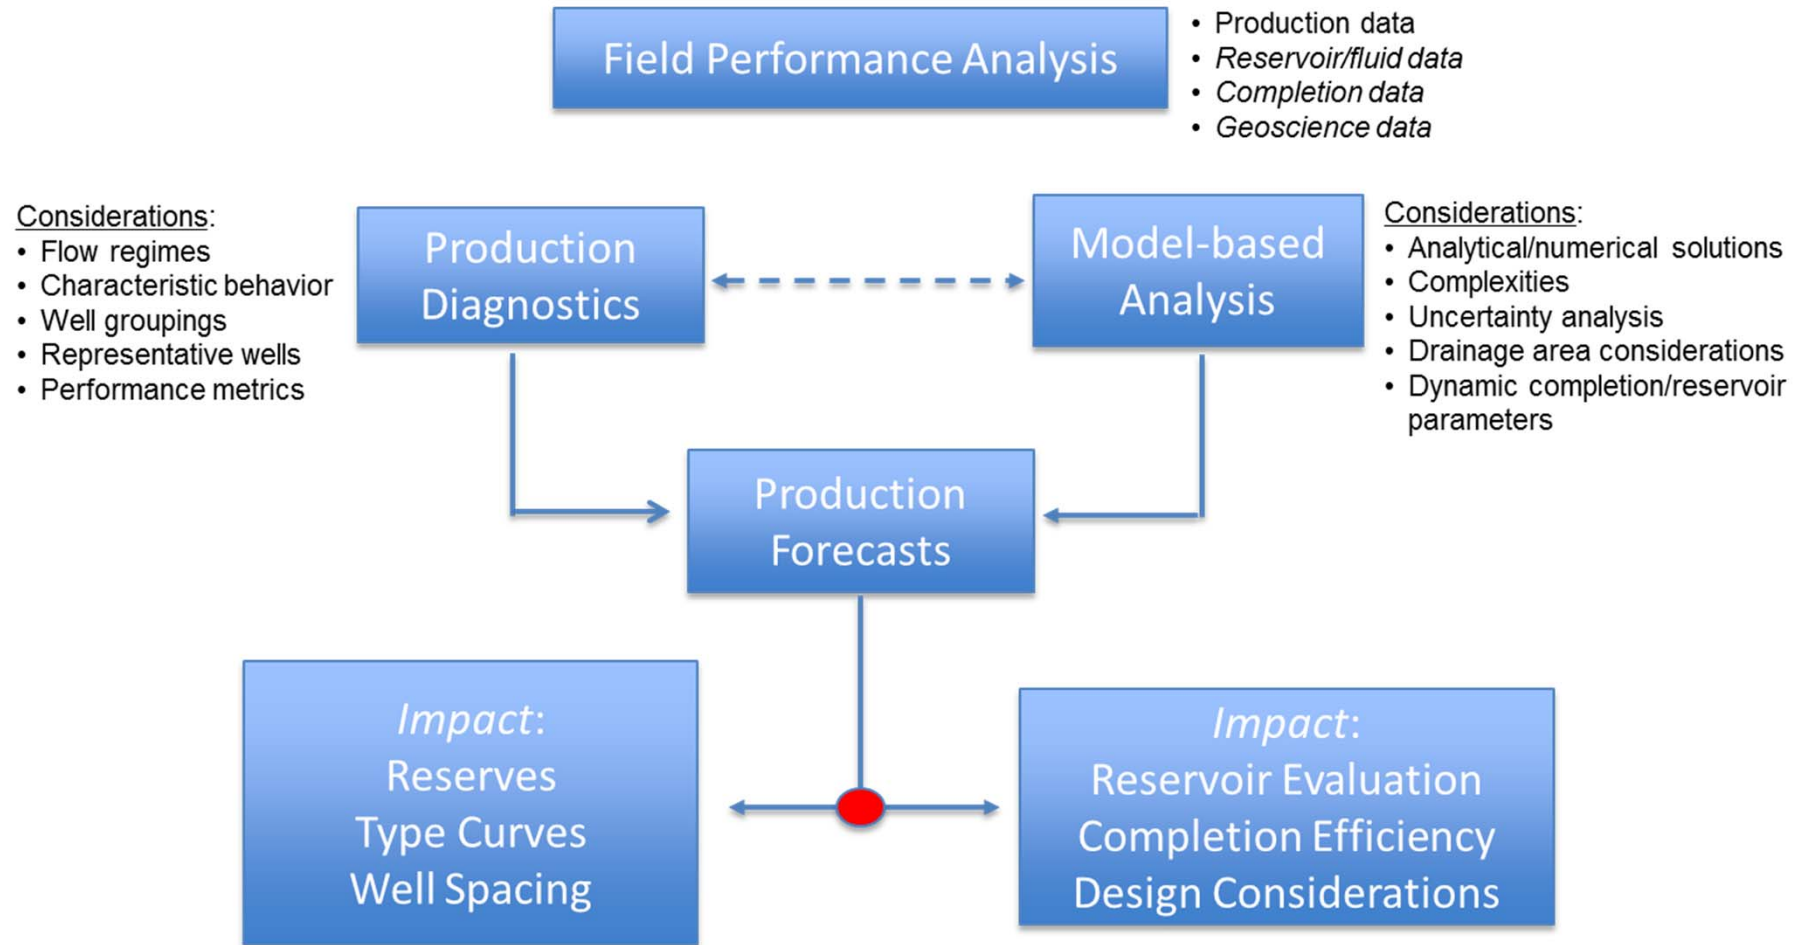 Field Performance Analysis
• Production data
• Reservoir/fluid data
• Completion data
• Geoscience data
Considerations:
• Flow regimes
• Characteristic behavior
• Well groupings
• Representative wells
• Performance metrics
Production
Diagnostics
Model-based
Analysis
Considerations:
• Analytical/numerical solutions
• Complexities
• Uncertainty analysis
• Drainage area considerations
• Dynamic completion/reservoir
parameters
Production
Forecasts
Impact:
Reserves
Type Curves
Well Spacing
Impact:
Reservoir Evaluation
Completion Efficiency
Design Considerations